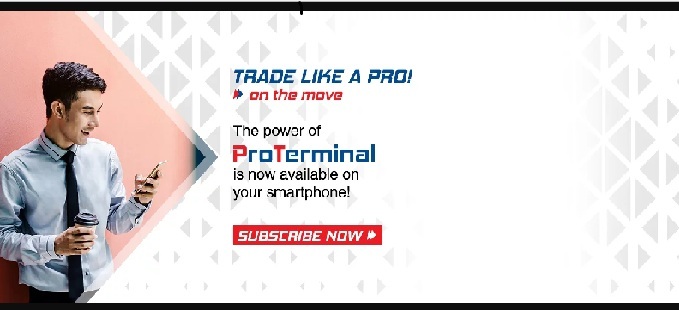 TRADE LIKE A PRO!
on the move
The power of
ProTerminal
is now available on
your smartphone!
SUBSCRIBE NOW